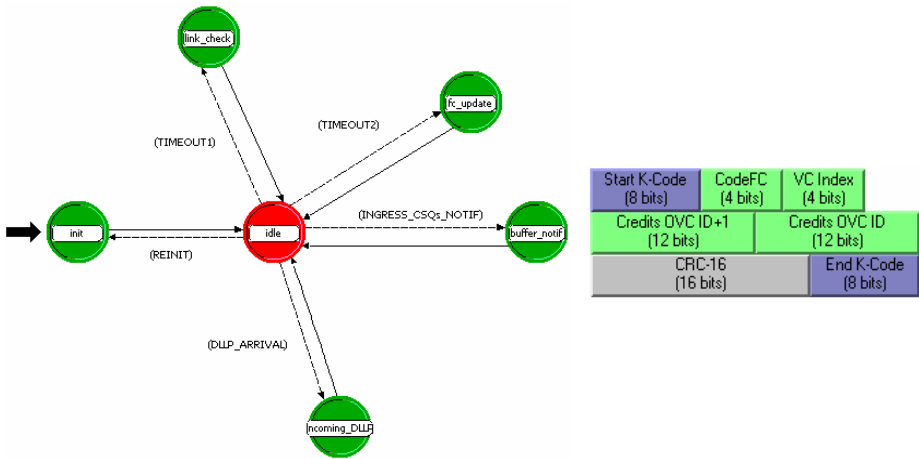 link_check
fc_update
(TIMEOUT1)
(TIMEOUT2)
init
(REINIT)
idle
(INGRESS_CSQs_NOTIF)
buffer_notif
(DLLP_ARRIVAL)
ncoming_DLLP
Start K-Code
(8 bits)
CodeFC
(4 bits)
VC Index
(4 bits)
Credits OVC ID+1
(12 bits)
Credits OVC ID
(12 bits)
CRC-16
(16 bits)
End K-Code
(8 bits)